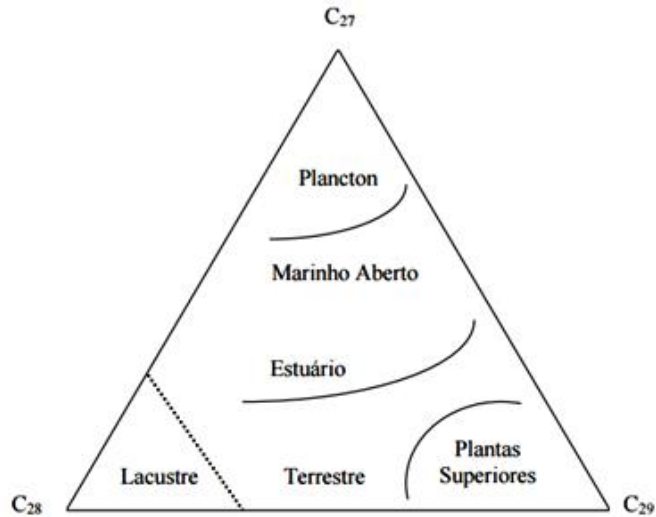 C27
Plancton
Marinho Aberto
Estuário
Lacustre
Terrestre
Plantas
Superiores
C28
C29